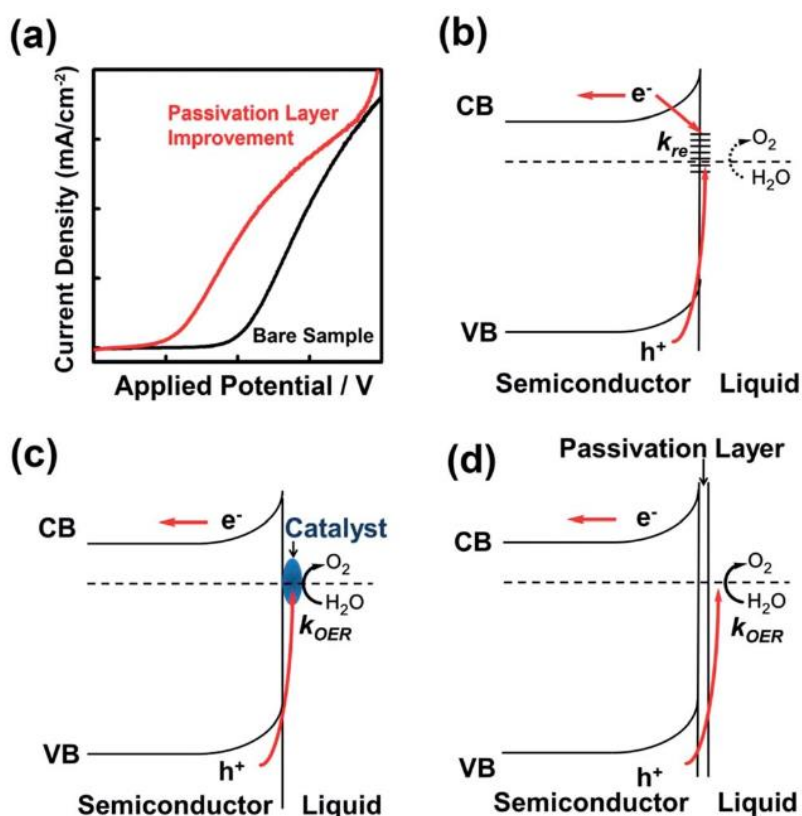 (a)
Current Density (mA/cm⁻²)
Passivation Layer
Improvement
Bare Sample
Applied Potential / V
(b)
CB
e⁻
k_re
O₂
H₂O
VB
h⁺
Semiconductor Liquid
(c)
CB
e⁻
Catalyst
O₂
H₂O
k_OER
VB
h⁺
Semiconductor Liquid
(d)
Passivation Layer
CB
e⁻
O₂
H₂O
k_OER
VB
h⁺
Semiconductor Liquid